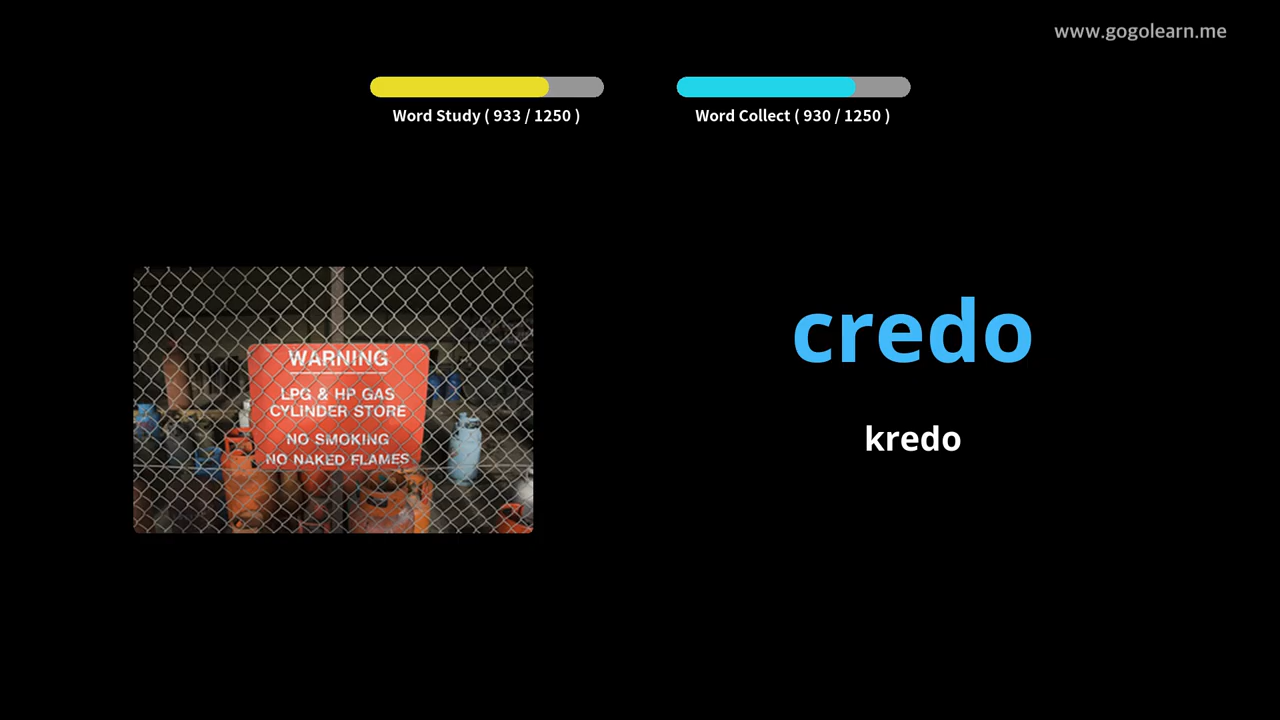 www.gogolearn.me
Word Study ( 933 / 1250 )
Word Collect ( 930 / 1250 )
WARNING
LPG & HP GAS
CYLINDER STORE
NO SMOKING
NO NAKED FLAMES
credo
kredo